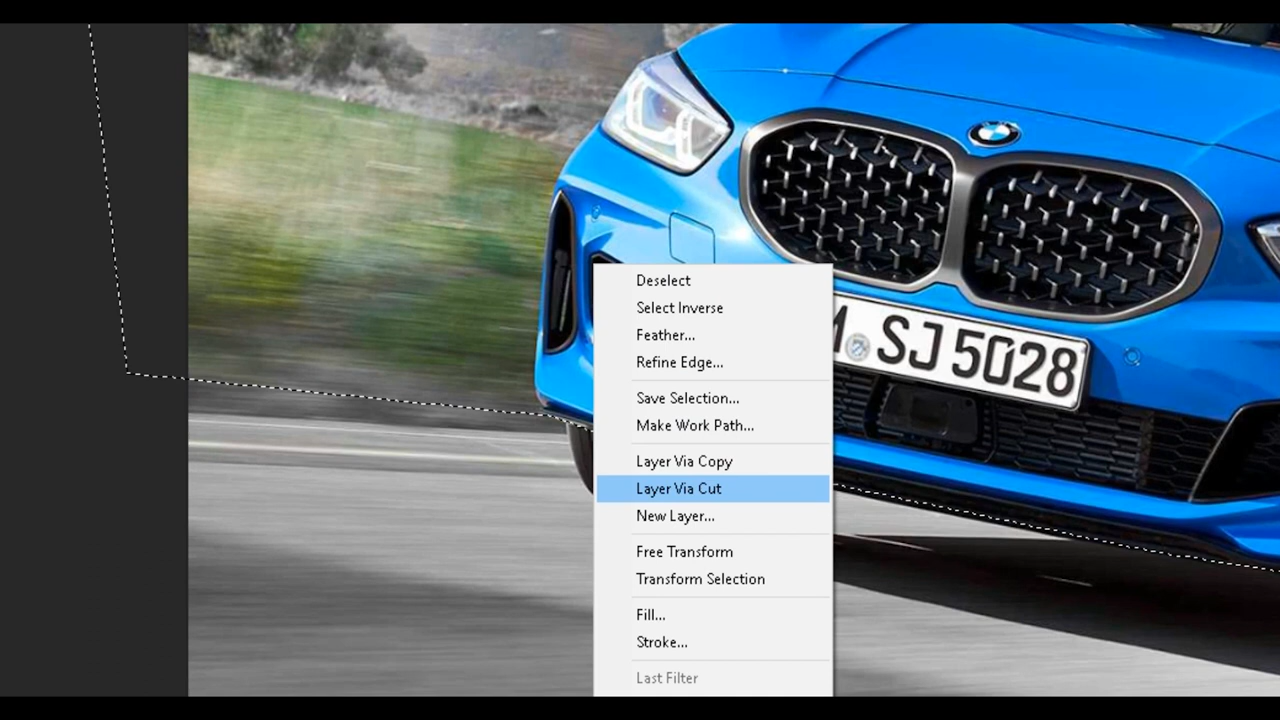 Deselect
Select Inverse
Feather...
Refine Edge...
SJ 5028
Save Selection...
Make Work Path...
Layer Via Copy
Layer Via Cut
New Layer...
Free Transform
Transform Selection
Fill...
Stroke...
Last Filter